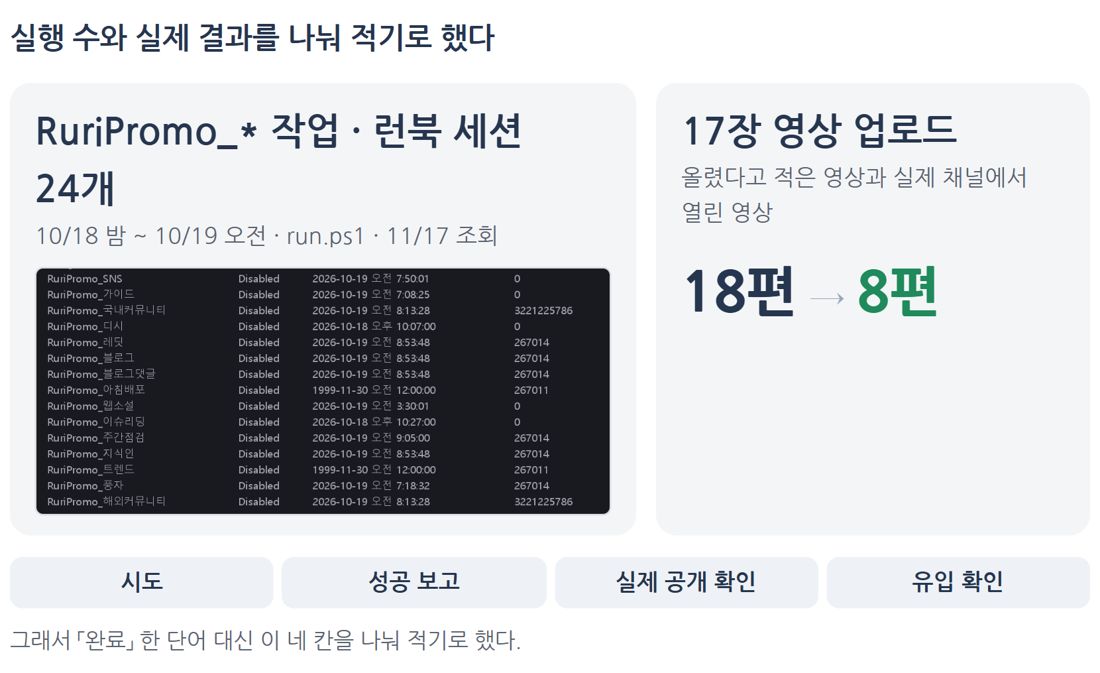 실행 수와 실제 결과를 나눠 적기로 했다
RuriPromo_* 작업 · 런북 세션
24개
10/18 밤 ~ 10/19 오전 · run.ps1 · 11/17 조회
RuriPromo_SNS Disabled 2026-10-19 오전 7:50:01 0
RuriPromo_가이드 Disabled 2026-10-19 오전 7:08:25 0
RuriPromo_국내커뮤니티 Disabled 2026-10-19 오전 8:13:28 3221225786
RuriPromo_디시 Disabled 2026-10-18 오후 10:07:00 0
RuriPromo_레딧 Disabled 2026-10-19 오전 8:53:48 267014
RuriPromo_블로그 Disabled 2026-10-19 오전 8:53:48 267014
RuriPromo_블로그댓글 Disabled 2026-10-19 오전 8:53:48 267014
RuriPromo_아침배포 Disabled 1999-11-30 오전 12:00:00 267011
RuriPromo_웹소설 Disabled 2026-10-19 오전 3:30:01 0
RuriPromo_이슈리딩 Disabled 2026-10-18 오후 10:27:00 0
RuriPromo_주간점검 Disabled 2026-10-19 오전 9:05:00 267014
RuriPromo_지식인 Disabled 2026-10-19 오전 8:53:48 267014
RuriPromo_트렌드 Disabled 1999-11-30 오전 12:00:00 267011
RuriPromo_풍자 Disabled 2026-10-19 오전 7:18:32 267014
RuriPromo_해외커뮤니티 Disabled 2026-10-19 오전 8:13:28 3221225786
17장 영상 업로드
올렸다고 적은 영상과 실제 채널에서
열린 영상
18편 → 8편
시도
성공 보고
실제 공개 확인
유입 확인
그래서 「완료」 한 단어 대신 이 네 칸을 나눠 적기로 했다.